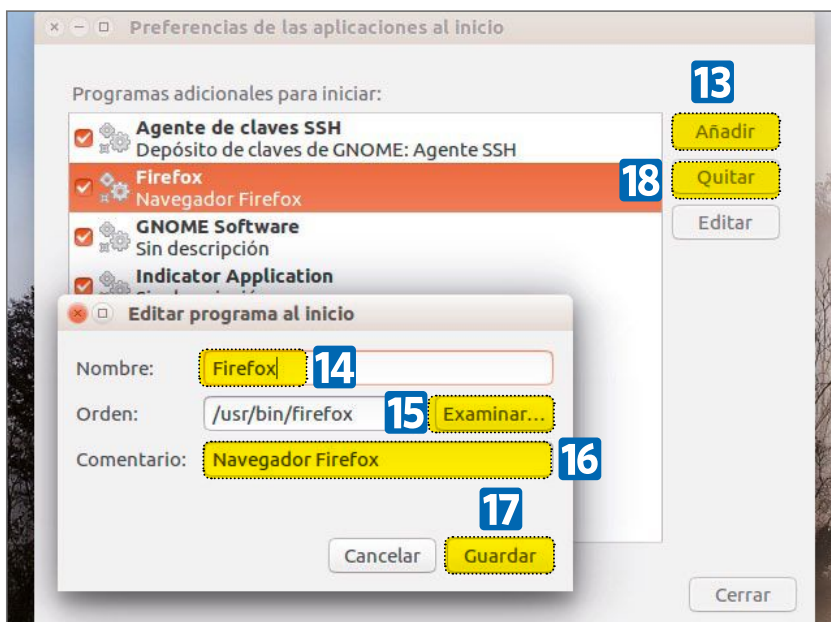 Preferencias de las aplicaciones al inicio
13
Programas adicionales para iniciar:
Agente de claves SSH
Depósito de claves de GNOME: Agente SSH
Añadir
Firefox
Navegador Firefox
18
Quitar
GNOME Software
Sin descripción
Editar
Indicator Application
Editar programa al inicio
Nombre:
Firefox
14
Orden:
/usr/bin/firefox
15
Examinar...
Comentario:
Navegador Firefox
16
17
Cancelar
Guardar
Cerrar